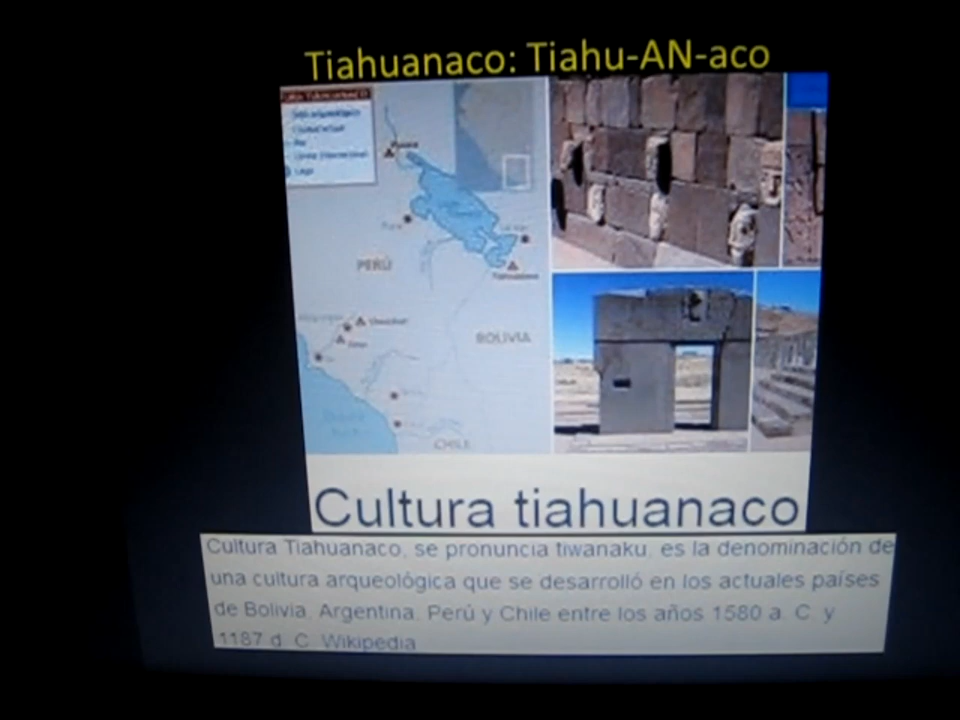 Tiahuanaco: Tiahu-AN-aco
PERÚ
BOLIVIA
CHILE
Cultura tiahuanaco
Cultura Tiahuanaco, se pronuncia tiwanaku, es la denominación de
una cultura arqueológica que se desarrolló en los actuales países
de Bolivia, Argentina, Perú y Chile entre los años 1580 a. C. y
1187 d. C. Wikipedia